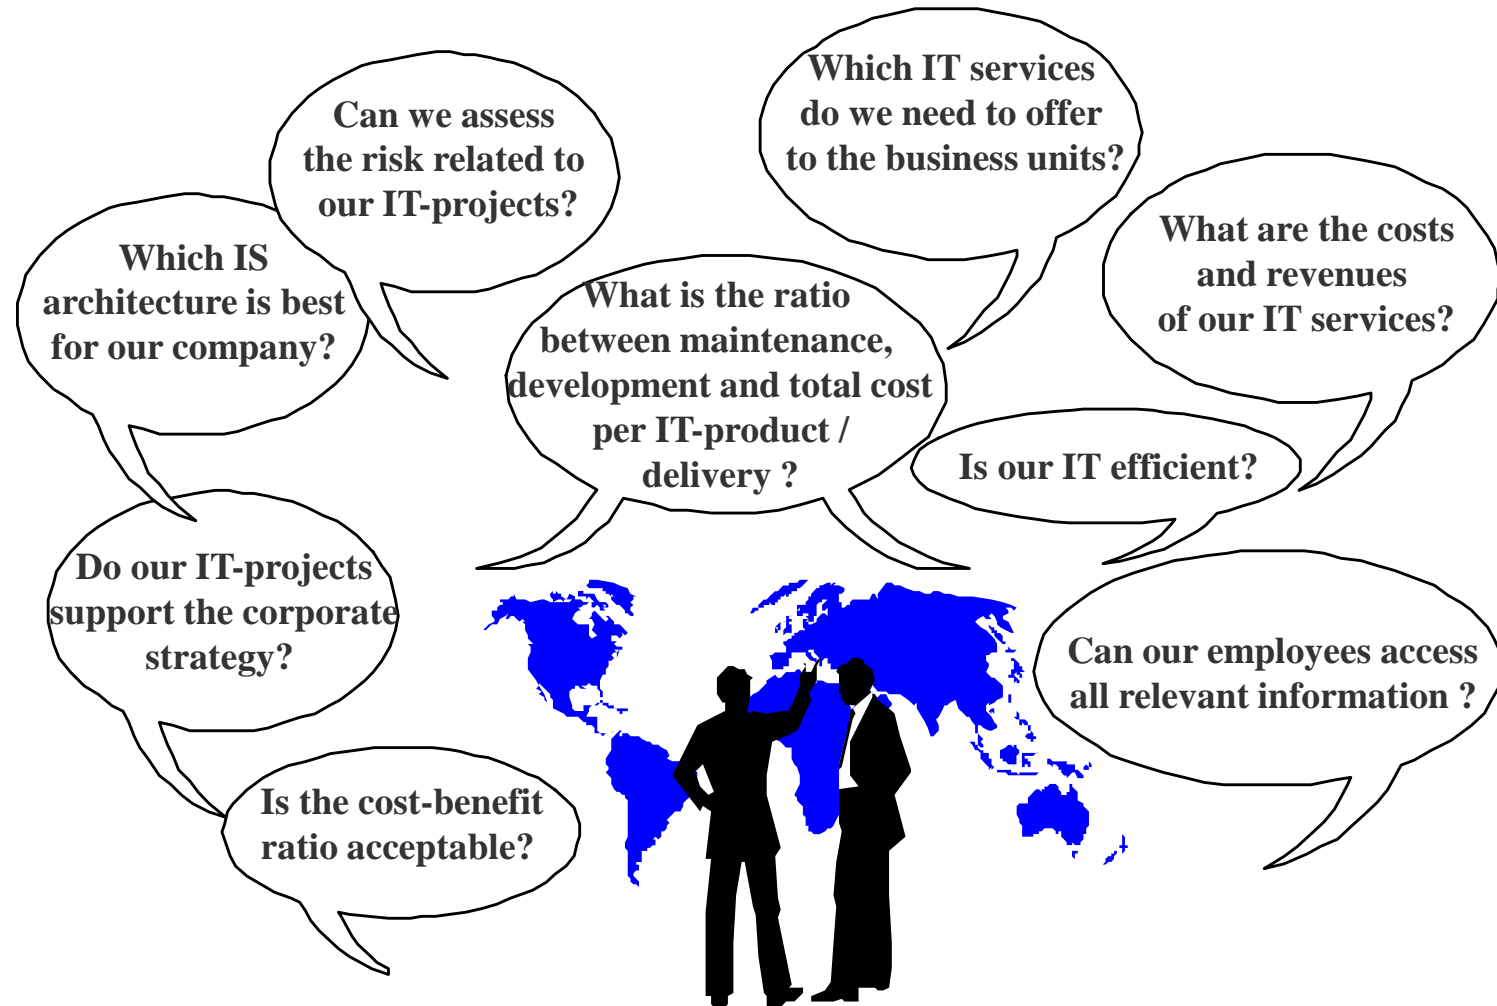 Can we assess
the risk related to
our IT-projects?
Which IT services
do we need to offer
to the business units?
Which IS
architecture is best
for our company?
What is the ratio
between maintenance,
development and total cost
per IT-product /
delivery ?
What are the costs
and revenues
of our IT services?
Is our IT efficient?
Do our IT-projects
support the corporate
strategy?
Can our employees access
all relevant information ?
Is the cost-benefit
ratio acceptable?